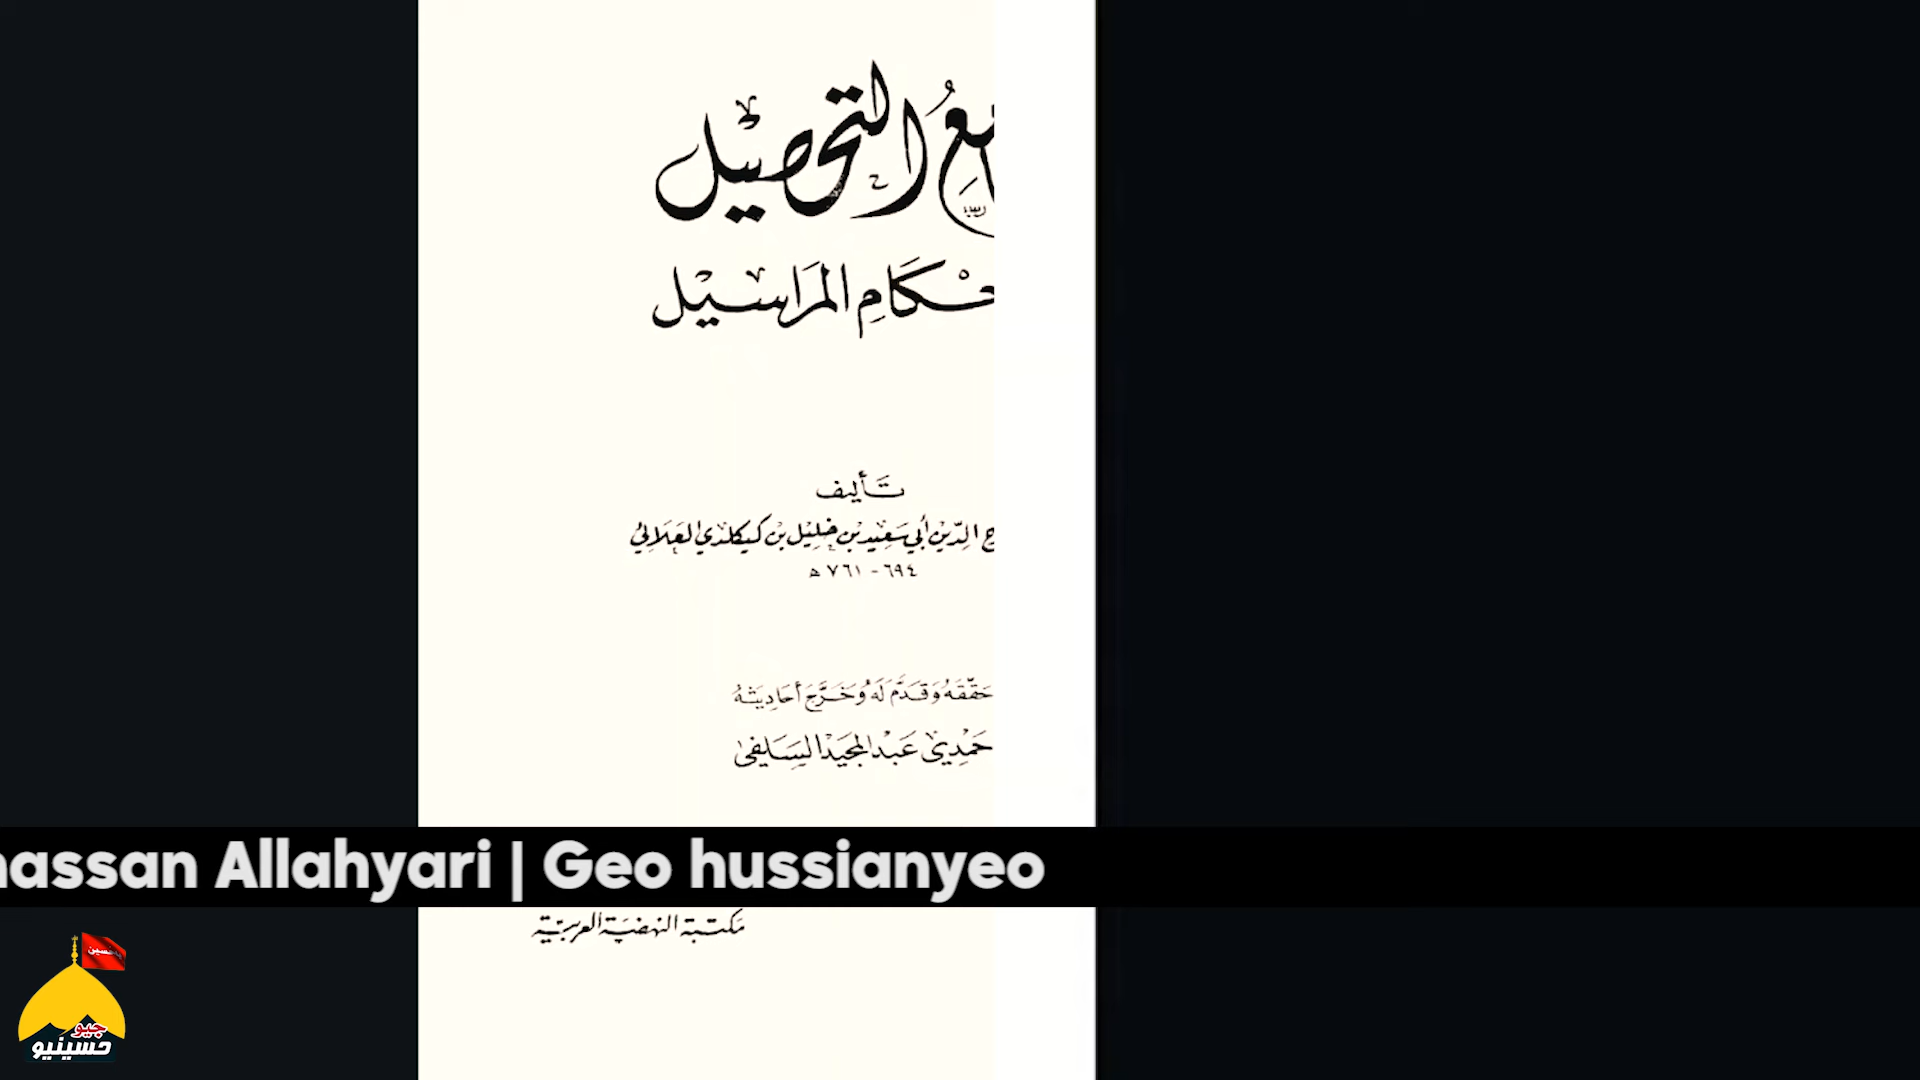 التحصيل
المراسيل
تأليف
الدين أبي سعيد بن خليل بن كيكلدي العلائي
٦٩٤ - ٧٦١ هـ
حققه وقدم له وخرج أحاديثه
حمدي عبد المجيد السلفي
hassan Allahyari | Geo hussianyeo
مكتبة النهضة العربية
جيو
حسينيو